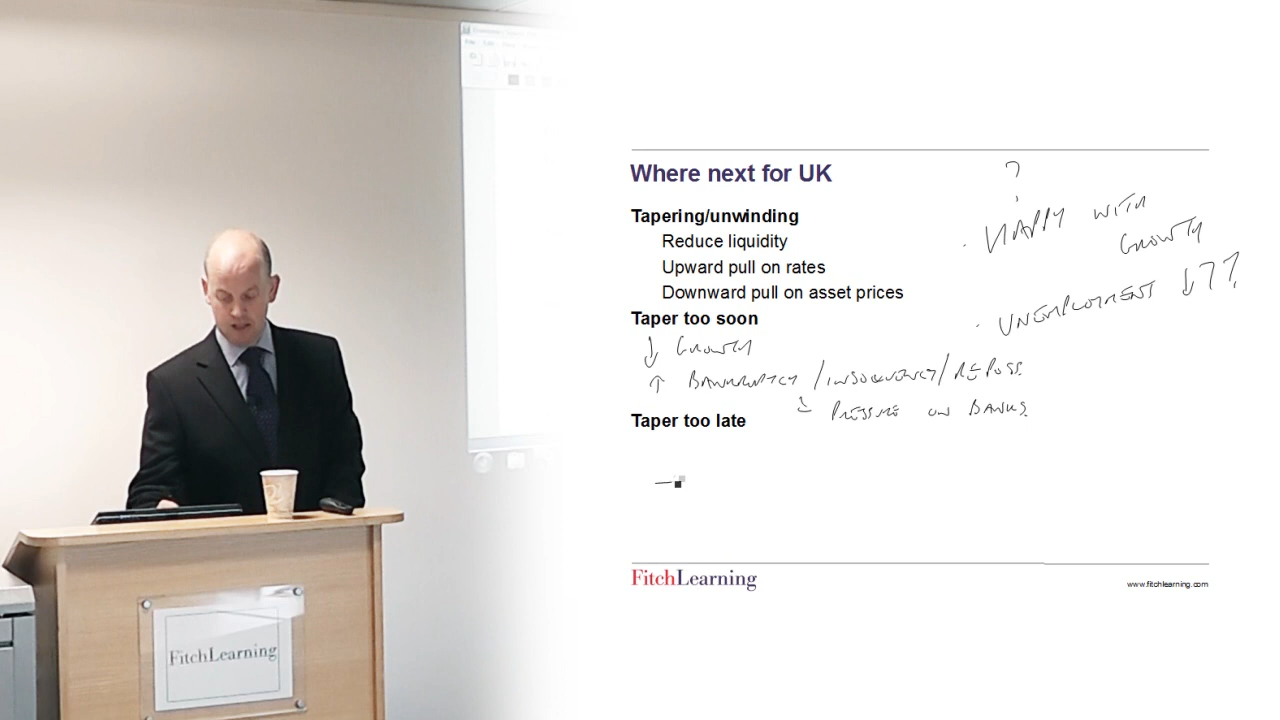 Where next for UK
?
Tapering/unwinding
Reduce liquidity
Upward pull on rates
Downward pull on asset prices
· HAPPY WITH
GROWTH
· UNEMPLOYMENT ↓??
Taper too soon
↓ GROWTH
↑ BANKRUPTCY / INSOLVENCY / REPOSS.
↳ PRESSURE ON BANKS.
Taper too late
FitchLearning
www.fitchlearning.com
FitchLearning